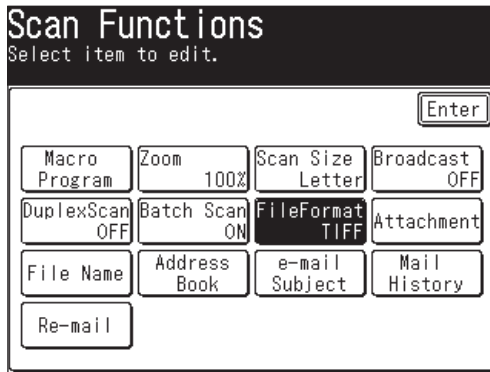 Scan Functions
Select item to edit.
Enter
Macro Program
Zoom 100%
Scan Size Letter
Broadcast OFF
DuplexScan OFF
Batch Scan ON
FileFormat TIFF
Attachment
File Name
Address Book
e-mail Subject
Mail History
Re-mail